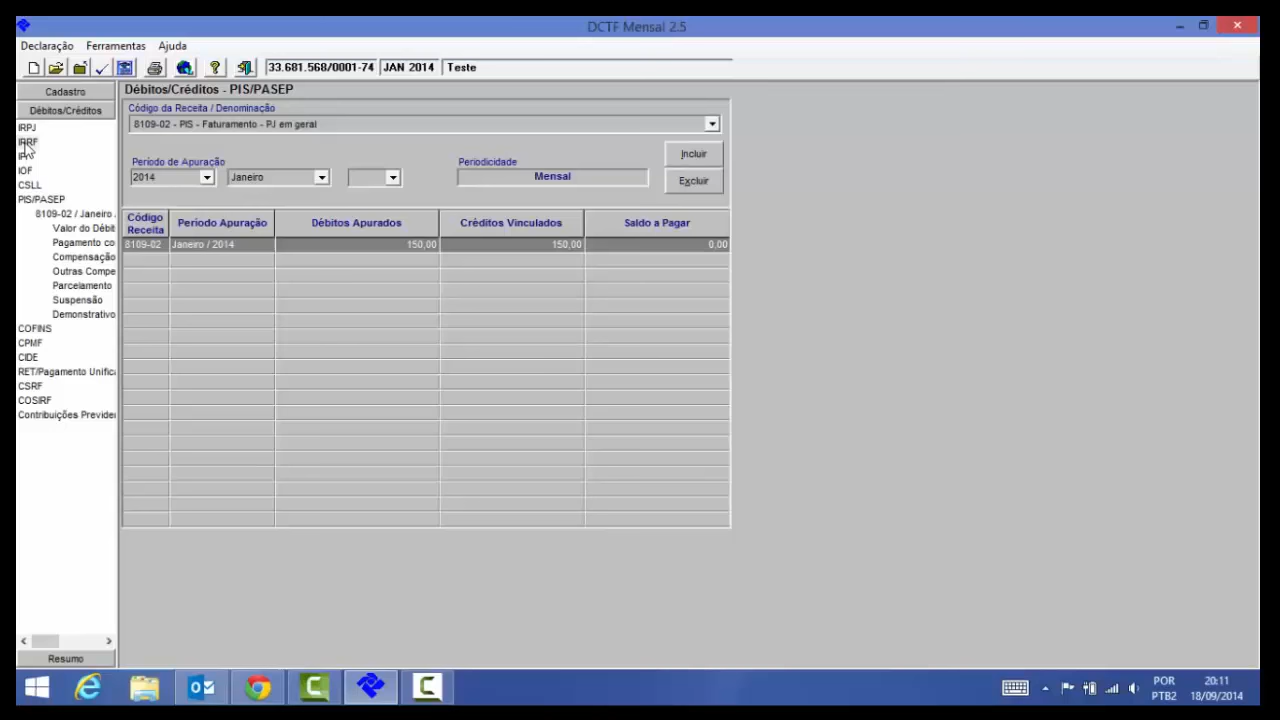 DCTF Mensal 2.5
Declaração Ferramentas Ajuda
33.681.568/0001-74 JAN 2014 Teste
Cadastro
Débitos/Créditos
IRPJ
IRRF
IPI
IOF
CSLL
PIS/PASEP
8109-02 / Janeiro
Valor do Débit
Pagamento co
Compensação
Outras Compe
Parcelamento
Suspensão
Demonstrativo
COFINS
CPMF
CIDE
RET/Pagamento Unific
CSRF
COSIRF
Contribuições Previde
Resumo
Débitos/Créditos - PIS/PASEP
Código da Receita / Denominação
8109-02 - PIS - Faturamento - PJ em geral
Período de Apuração
2014 Janeiro
Periodicidade
Mensal
Incluir
Excluir
Código Receita Período Apuração Débitos Apurados Créditos Vinculados Saldo a Pagar
8109-02 Janeiro / 2014 150,00 150,00 0,00
POR 20:11
PTB2 18/09/2014